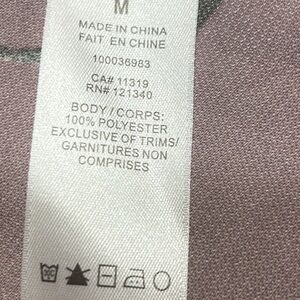 M
MADE IN CHINA
FAIT EN CHINE
100036983
CA# 11319
RN# 121340
BODY / CORPS:
100% POLYESTER
EXCLUSIVE OF TRIMS/
GARNITURES NON
COMPRISES